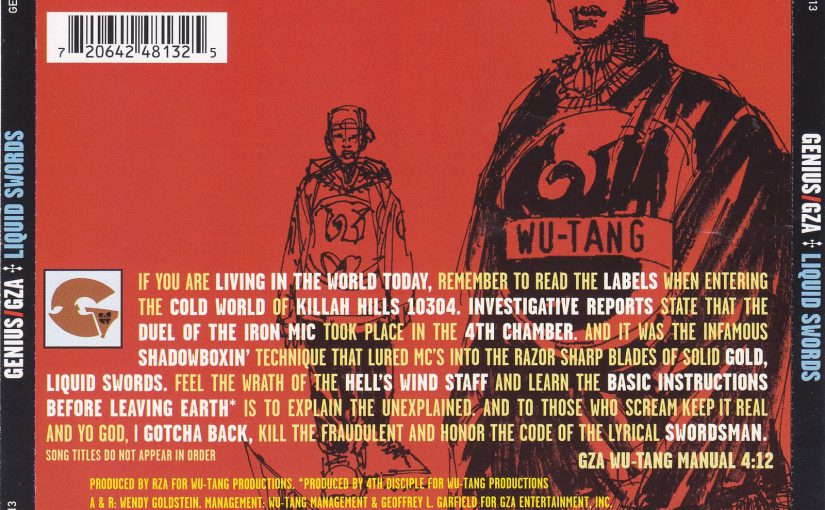 GE
13
7 20642 48132 5
GENIUS/GZA LIQUID SWORDS
GENIUS/GZA LIQUID SWORDS
WU-TANG
IF YOU ARE LIVING IN THE WORLD TODAY, REMEMBER TO READ THE LABELS WHEN ENTERING
THE COLD WORLD OF KILLAH HILLS 10304. INVESTIGATIVE REPORTS STATE THAT THE
DUEL OF THE IRON MIC TOOK PLACE IN THE 4TH CHAMBER. AND IT WAS THE INFAMOUS
SHADOWBOXIN' TECHNIQUE THAT LURED MC'S INTO THE RAZOR SHARP BLADES OF SOLID GOLD,
LIQUID SWORDS. FEEL THE WRATH OF THE HELL'S WIND STAFF AND LEARN THE BASIC INSTRUCTIONS
BEFORE LEAVING EARTH* IS TO EXPLAIN THE UNEXPLAINED. AND TO THOSE WHO SCREAM KEEP IT REAL
AND YO GOD, I GOTCHA BACK, KILL THE FRAUDULENT AND HONOR THE CODE OF THE LYRICAL SWORDSMAN.
SONG TITLES DO NOT APPEAR IN ORDER
GZA WU-TANG MANUAL 4:12
PRODUCED BY RZA FOR WU-TANG PRODUCTIONS. *PRODUCED BY 4TH DISCIPLE FOR WU-TANG PRODUCTIONS
A & R: WENDY GOLDSTEIN. MANAGEMENT: WU-TANG MANAGEMENT & GEOFFREY L. GARFIELD FOR GZA ENTERTAINMENT, INC.
13
GE